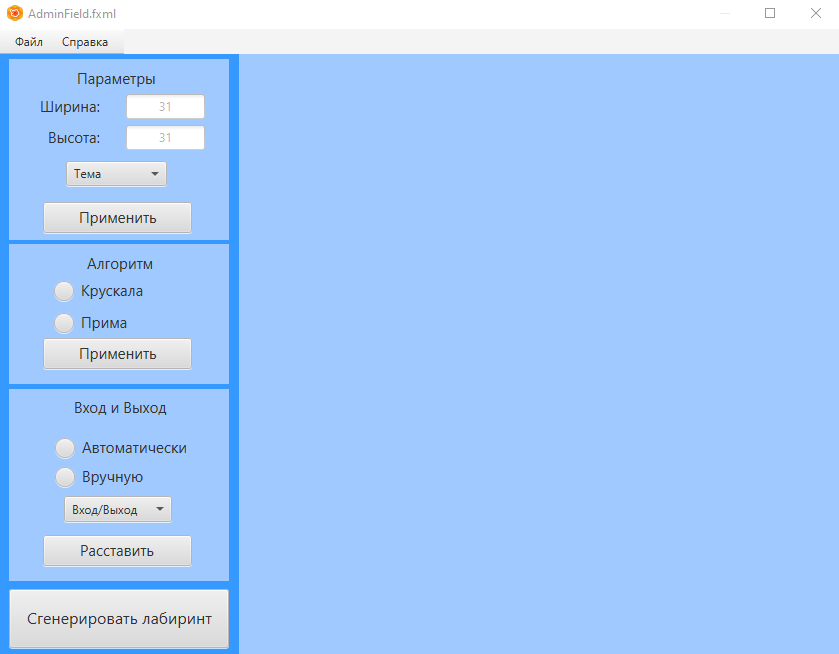 AdminField.fxml
Файл Справка
Параметры
Ширина: 31
Высота: 31
Тема
Применить
Алгоритм
Крускала
Прима
Применить
Вход и Выход
Автоматически
Вручную
Вход/Выход
Расставить
Сгенерировать лабиринт